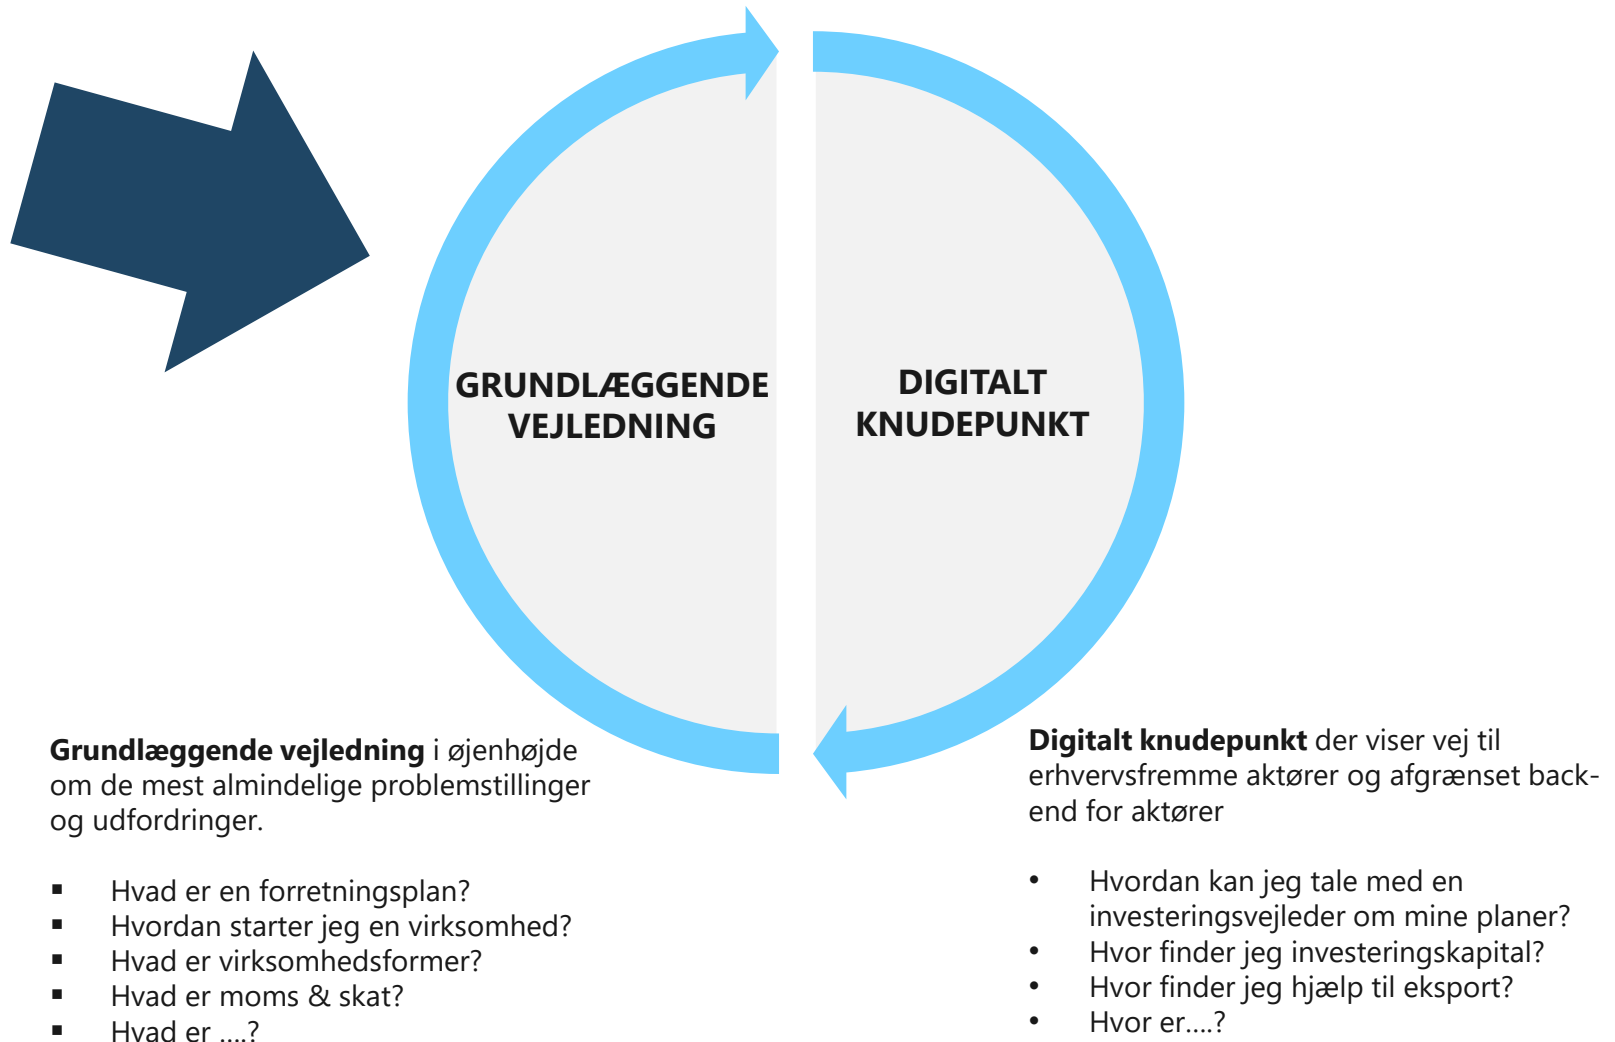 GRUNDLÆGGENDE
VEJLEDNING
DIGITALT
KNUDEPUNKT
Grundlæggende vejledning i øjenhøjde
om de mest almindelige problemstillinger
og udfordringer.
▪ Hvad er en forretningsplan?
▪ Hvordan starter jeg en virksomhed?
▪ Hvad er virksomhedsformer?
▪ Hvad er moms & skat?
▪ Hvad er ….?
Digitalt knudepunkt der viser vej til
erhvervsfremme aktører og afgrænset back-
end for aktører
• Hvordan kan jeg tale med en
investeringsvejleder om mine planer?
• Hvor finder jeg investeringskapital?
• Hvor finder jeg hjælp til eksport?
• Hvor er….?